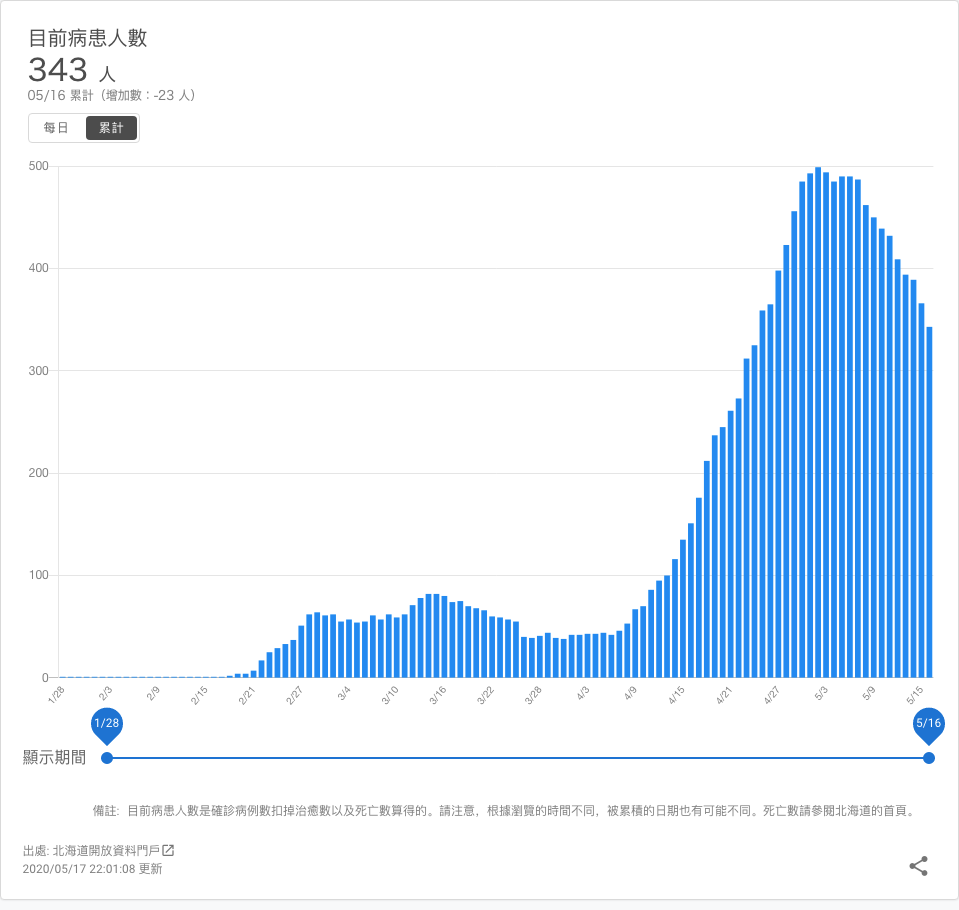 目前病患人數
343 人
05/16 累計（增加數：-23 人）
每日 累計
500
400
300
200
100
0
1/28 2/3 2/9 2/15 2/21 2/27 3/4 3/10 3/16 3/22 3/28 4/3 4/9 4/15 4/21 4/27 5/3 5/9 5/15
1/28 5/16
顯示期間
備註: 目前病患人數是確診病例數扣掉治癒數以及死亡數算得的。請注意，根據瀏覽的時間不同，被累積的日期也有可能不同。死亡數請參閱北海道的首頁。
出處: 北海道開放資料門戶
2020/05/17 22:01:08 更新